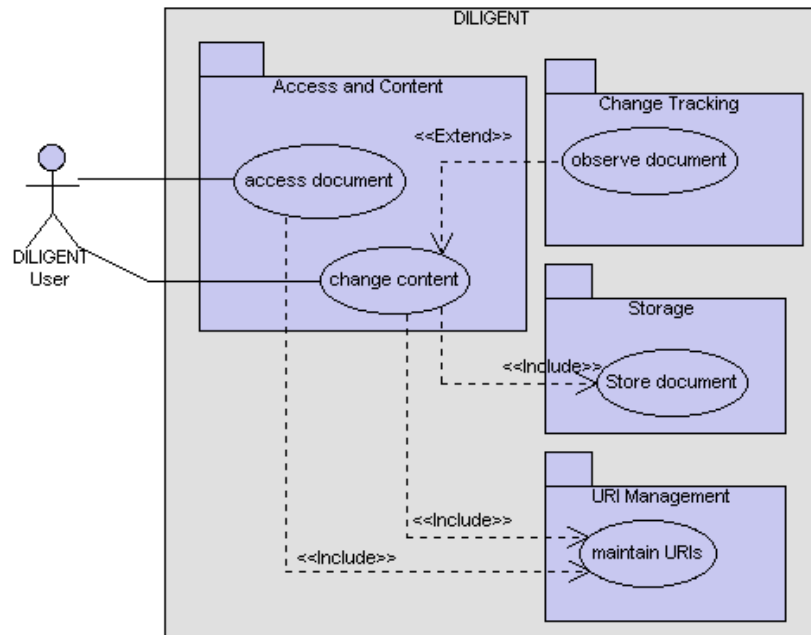 DILIGENT
Access and Content
Change Tracking
<<Extend>>
observe document
access document
DILIGENT
User
change content
Storage
<<Include>>
Store document
URI Management
<<Include>>
maintain URIs
<<Include>>